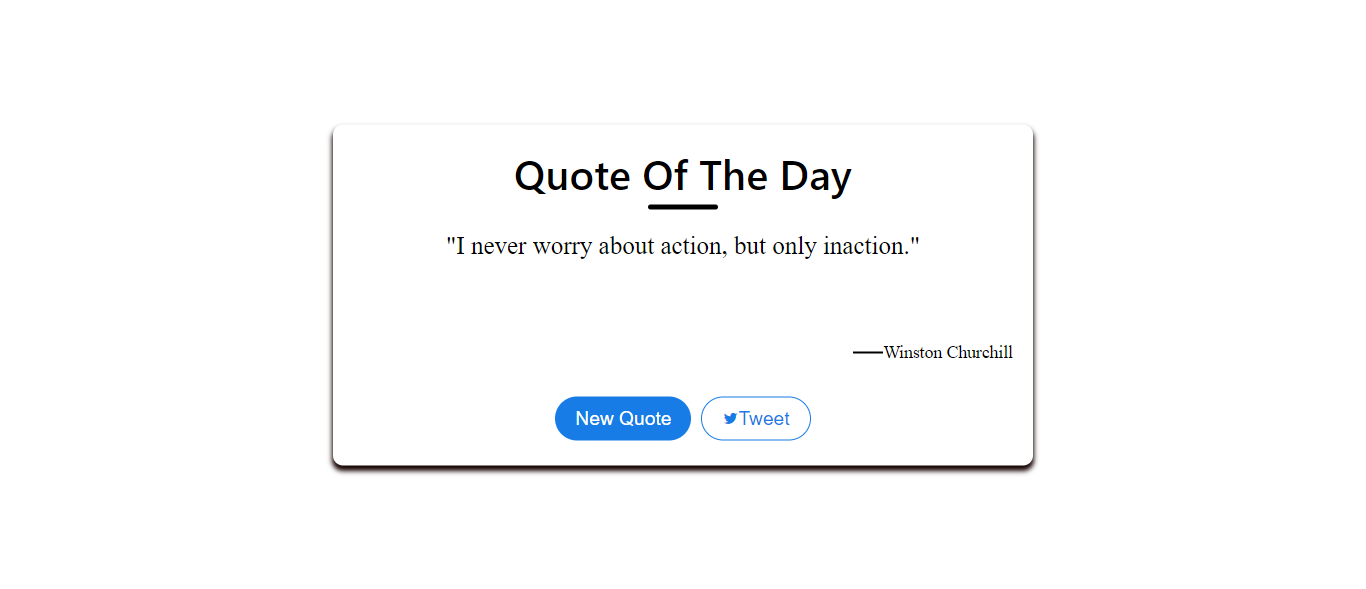 Quote Of The Day
"I never worry about action, but only inaction."
Winston Churchill
New Quote
Tweet